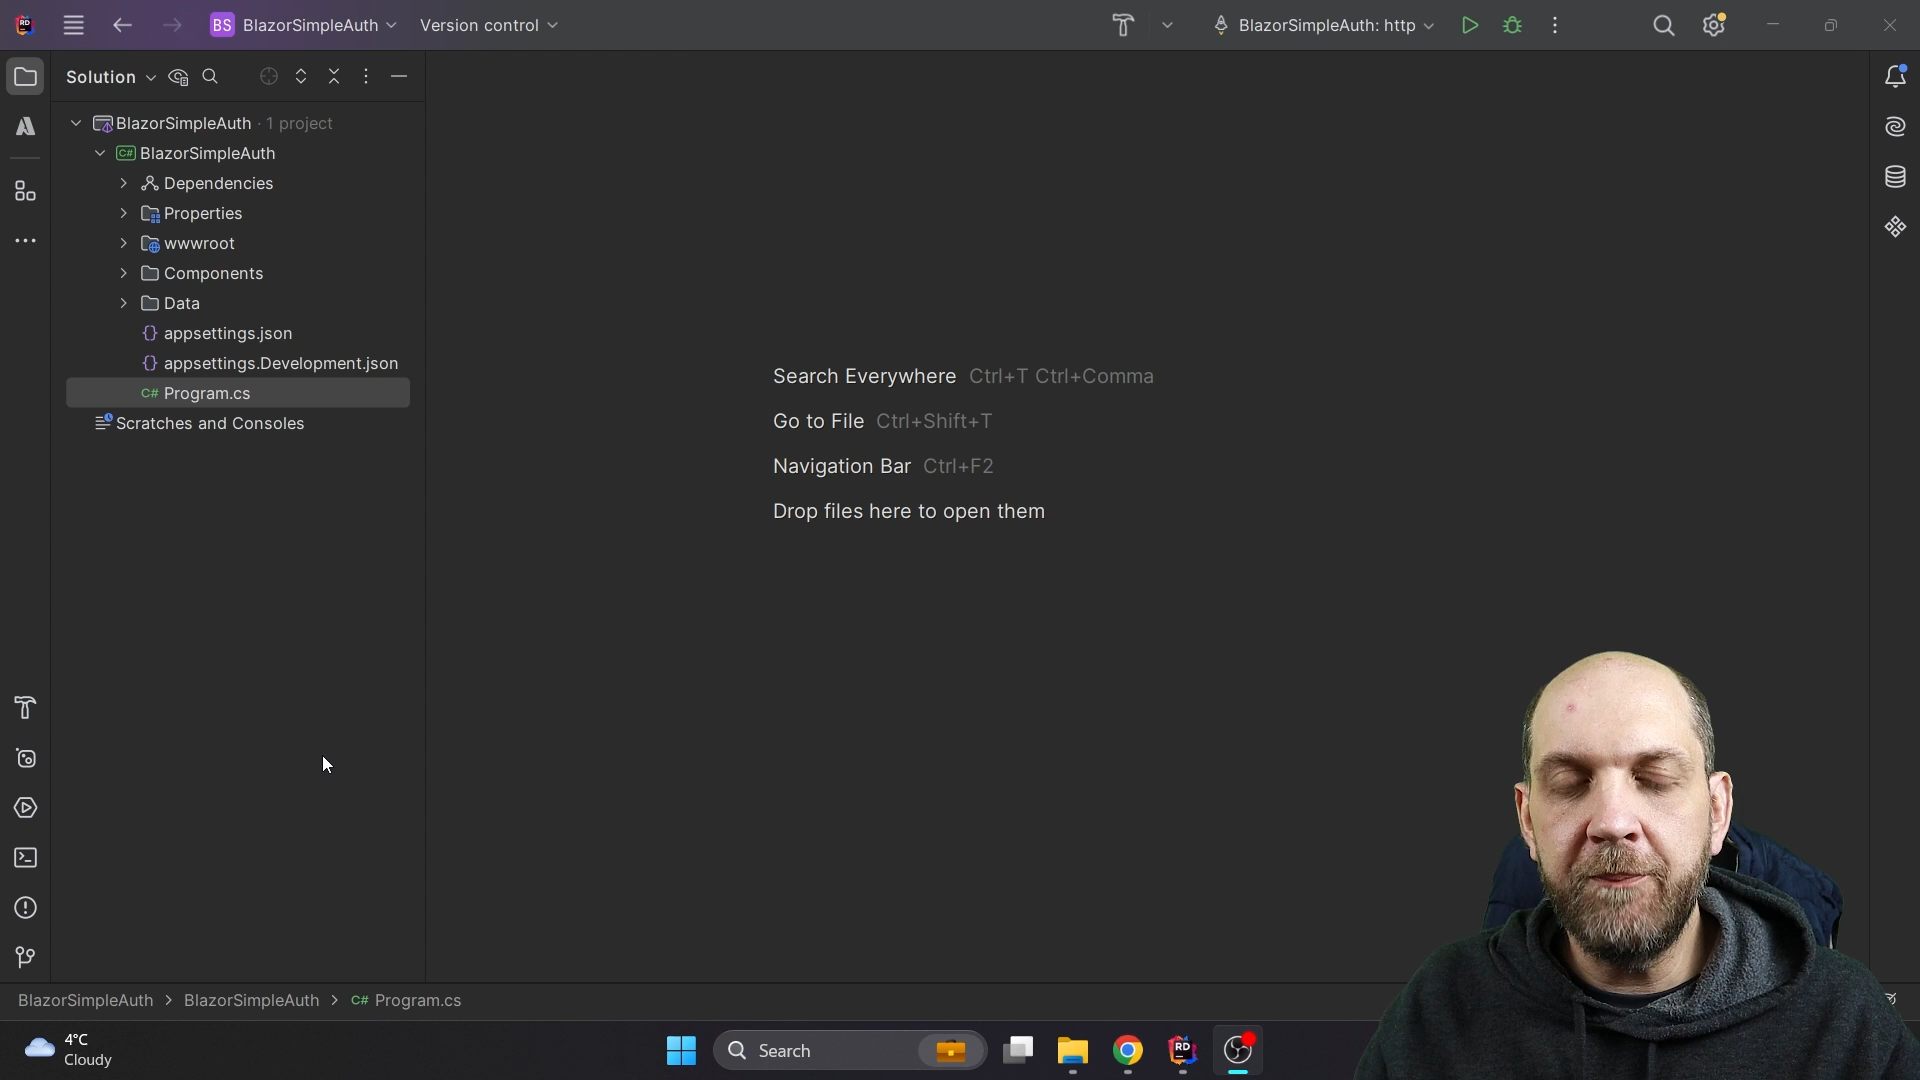 BS BlazorSimpleAuth Version control BlazorSimpleAuth: http
Solution
BlazorSimpleAuth · 1 project
C# BlazorSimpleAuth
Dependencies
Properties
wwwroot
Components
Data
{} appsettings.json
{} appsettings.Development.json
C# Program.cs
Scratches and Consoles
Search Everywhere Ctrl+T Ctrl+Comma
Go to File Ctrl+Shift+T
Navigation Bar Ctrl+F2
Drop files here to open them
BlazorSimpleAuth > BlazorSimpleAuth > C# Program.cs
4°C
Cloudy
Search
RD